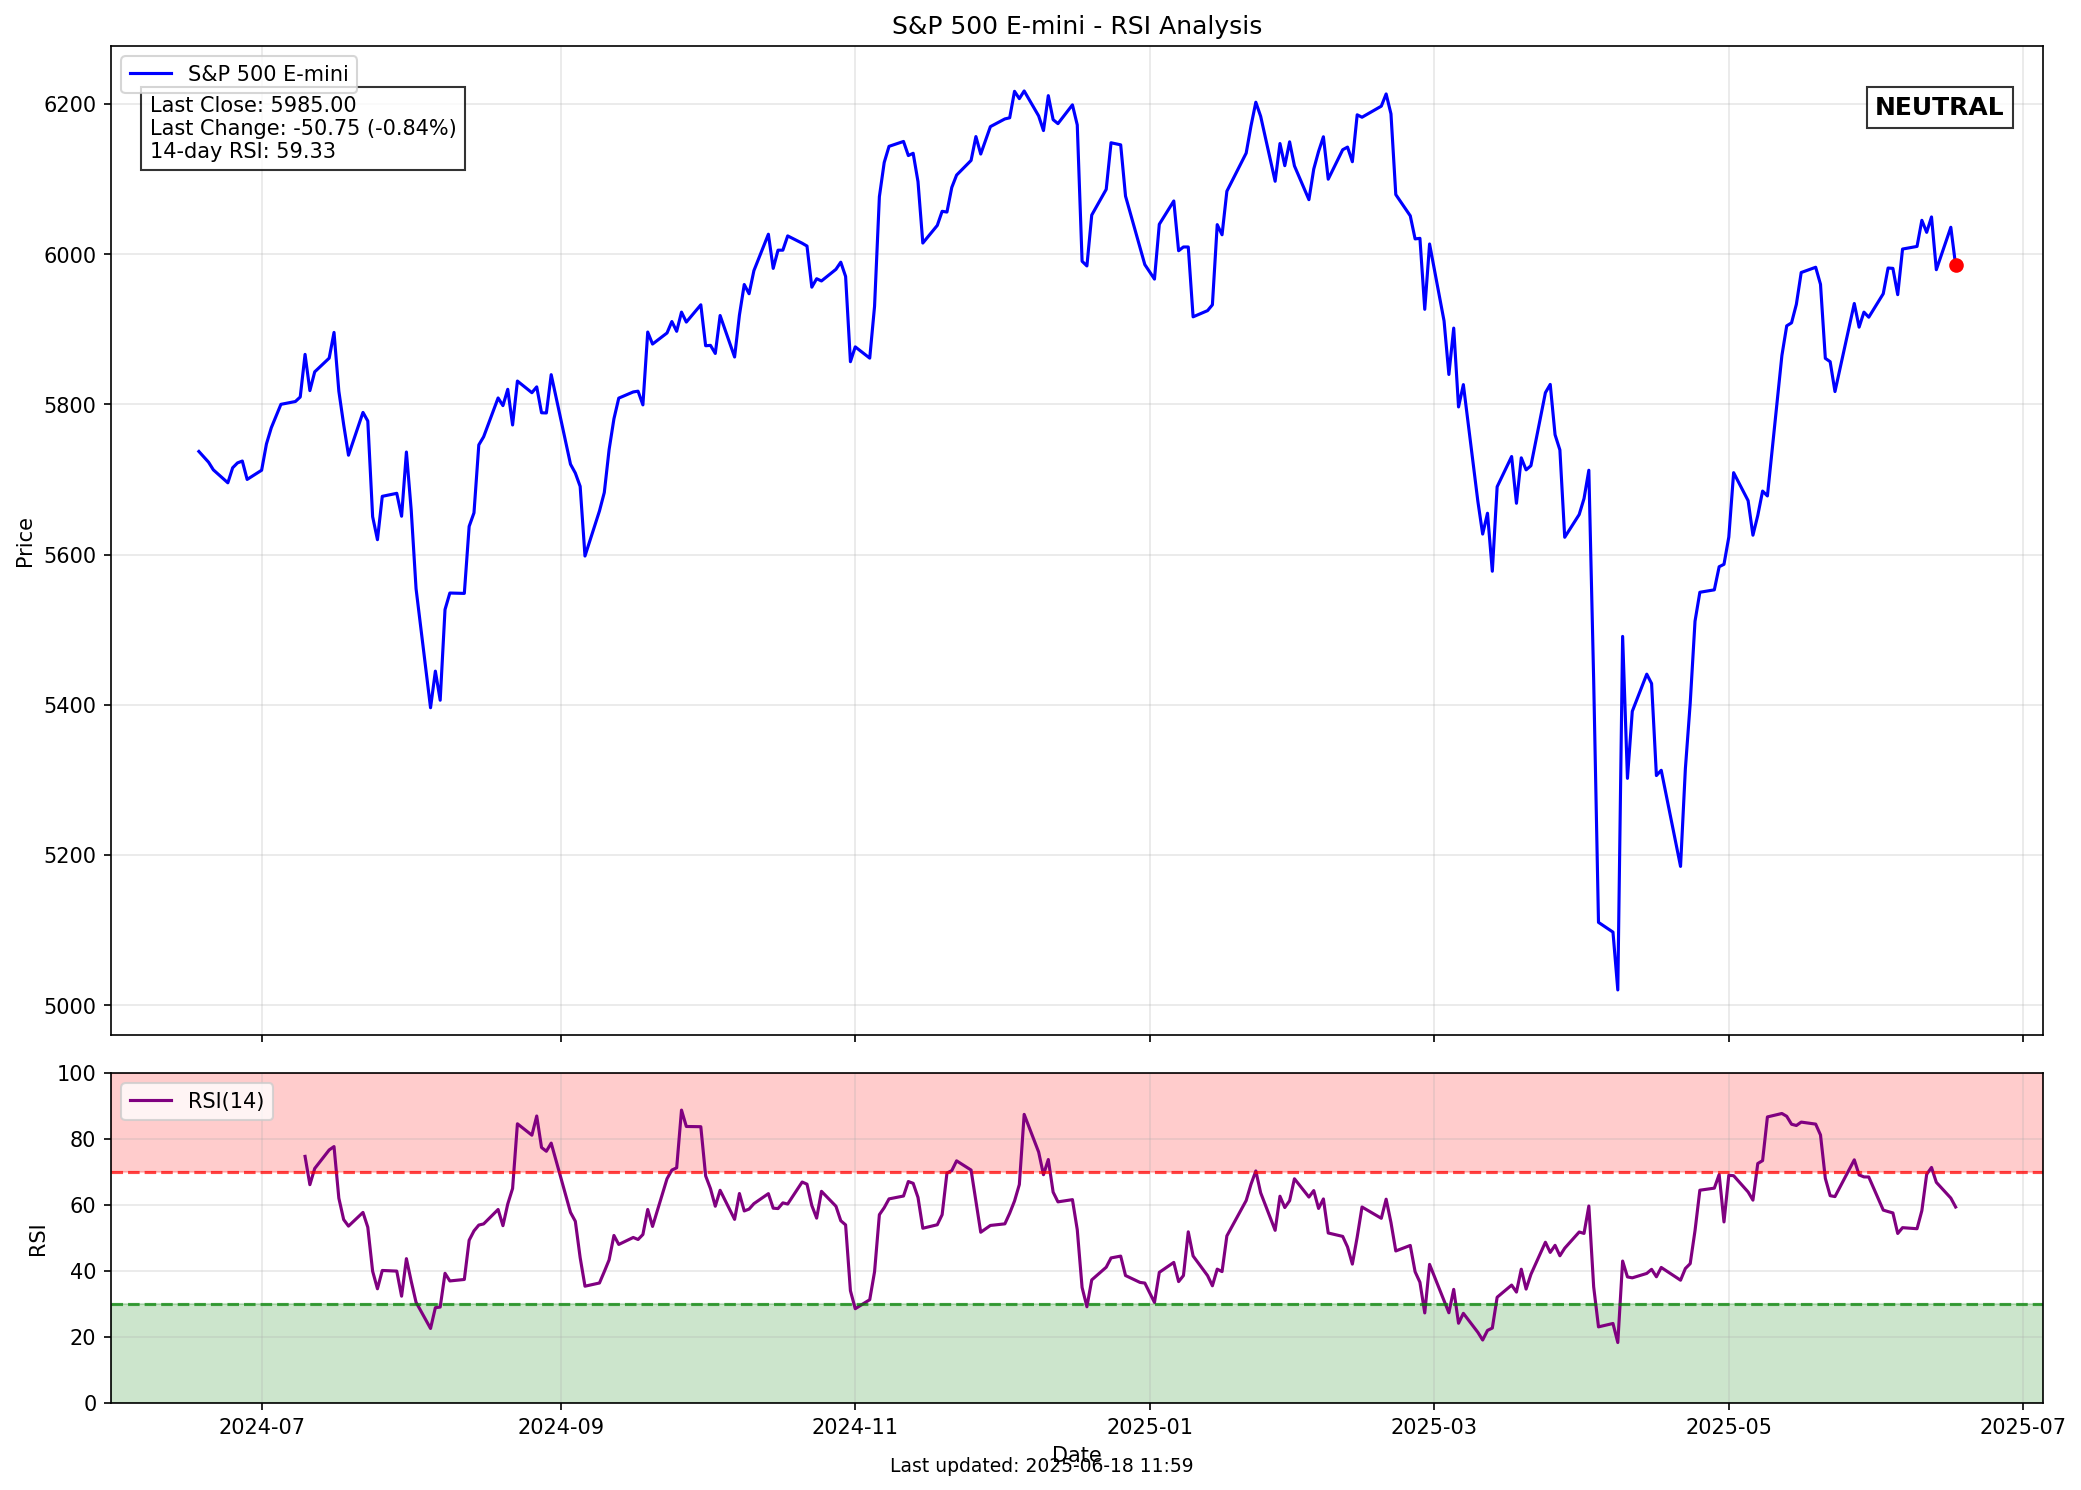 S&P 500 E-mini - RSI Analysis
S&P 500 E-mini
Last Close: 5985.00
Last Change: -50.75 (-0.84%)
14-day RSI: 59.33
NEUTRAL
6200
6000
5800
5600
5400
5200
5000
Price
RSI(14)
100
80
60
40
20
0
RSI
2024-07
2024-09
2024-11
2025-01
2025-03
2025-05
2025-07
Date
Last updated: 2025-06-18 11:59